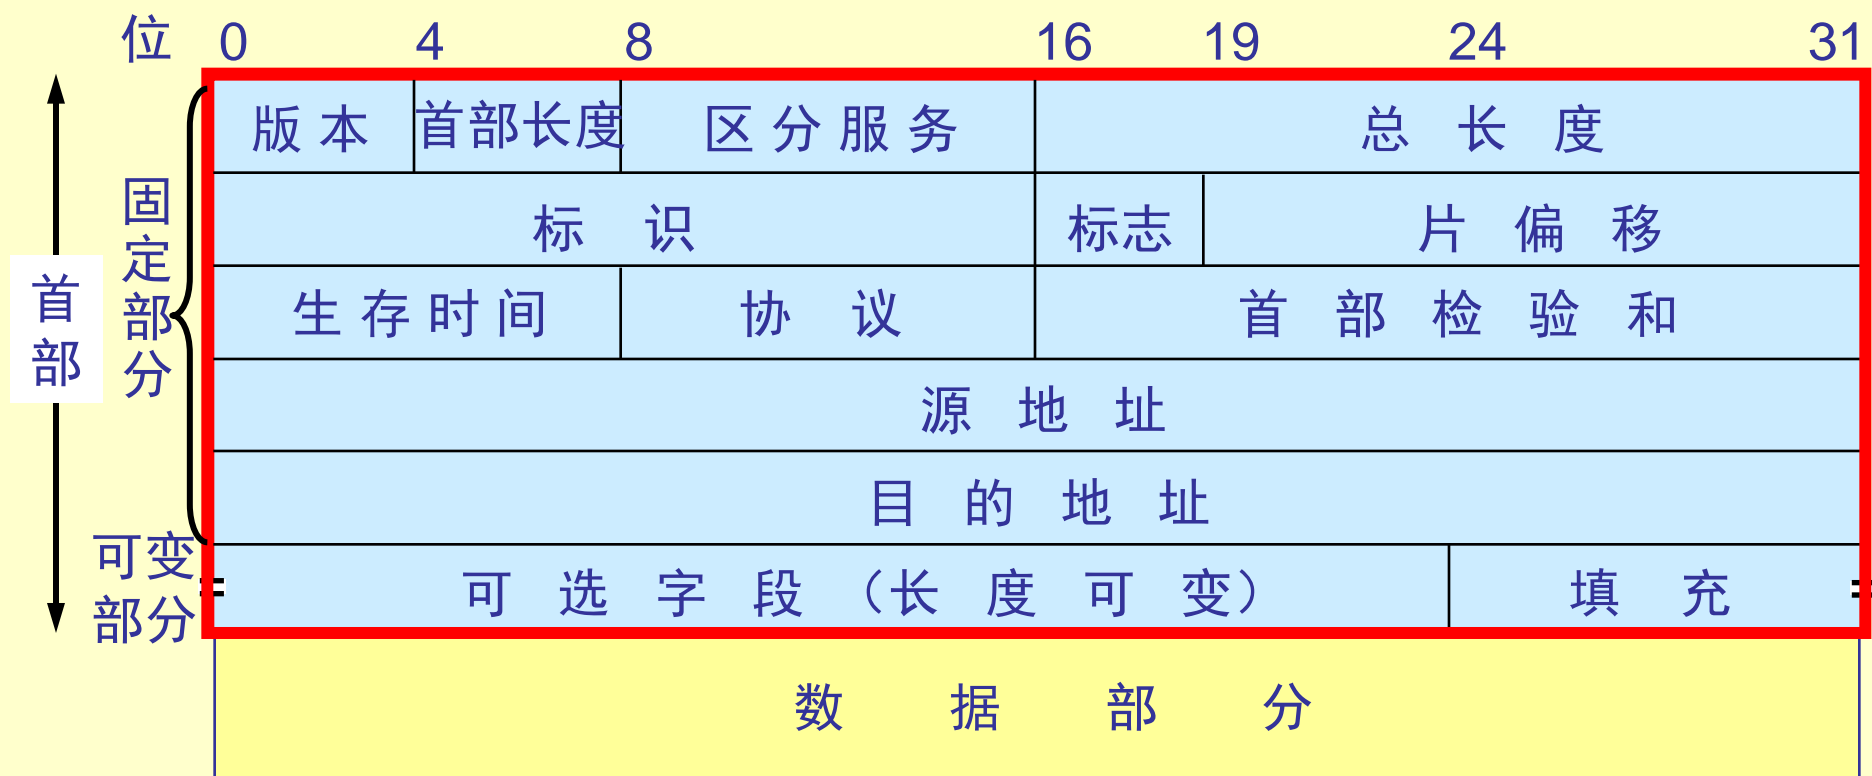 位 0 4 8 16 19 24 31
版本 首部长度 区分服务 总长度
标识 标志 片偏移
生存时间 协议 首部检验和
源地址
目的地址
可选字段（长度可变） 填充
数据部分
首部
固定部分
可变
部分